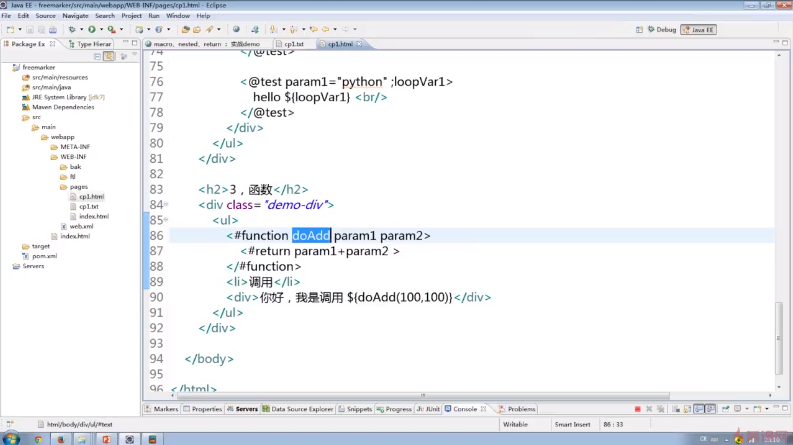 Java EE - freemarker/src/main/webapp/WEB-INF/pages/cp1.html - Eclipse
File Edit Source Navigate Search Project Run Window Help
Debug Java EE
Package Ex Type Hierar
macro, nested, return : 实战demo cp1.txt cp1.html
freemarker
src/main/resources
src/main/java
JRE System Library [jdk7]
Maven Dependencies
src
main
webapp
META-INF
WEB-INF
bak
pages
cp1.html
cp1.txt
index.html
web.xml
index.html
target
pom.xml
Servers
74 </@test>
75
76 <@test param1="python" ;loopVar1>
77 hello ${loopVar1} <br/>
78 </@test>
79 </div>
80 </ul>
81 </div>
82
83 <h2>3，函数</h2>
84 <div class="demo-div">
85 <ul>
86 <#function doAdd param1 param2>
87 <#return param1+param2 >
88 </#function>
89 <li>调用</li>
90 <div>你好，我是调用 ${doAdd(100,100)}</div>
91 </ul>
92 </div>
93
94 </body>
95
96 </html>
Markers Properties Servers Data Source Explorer Snippets Progress JUnit Console Problems
html/body/div/ul/#text
Writable Smart Insert 86 : 33
CK